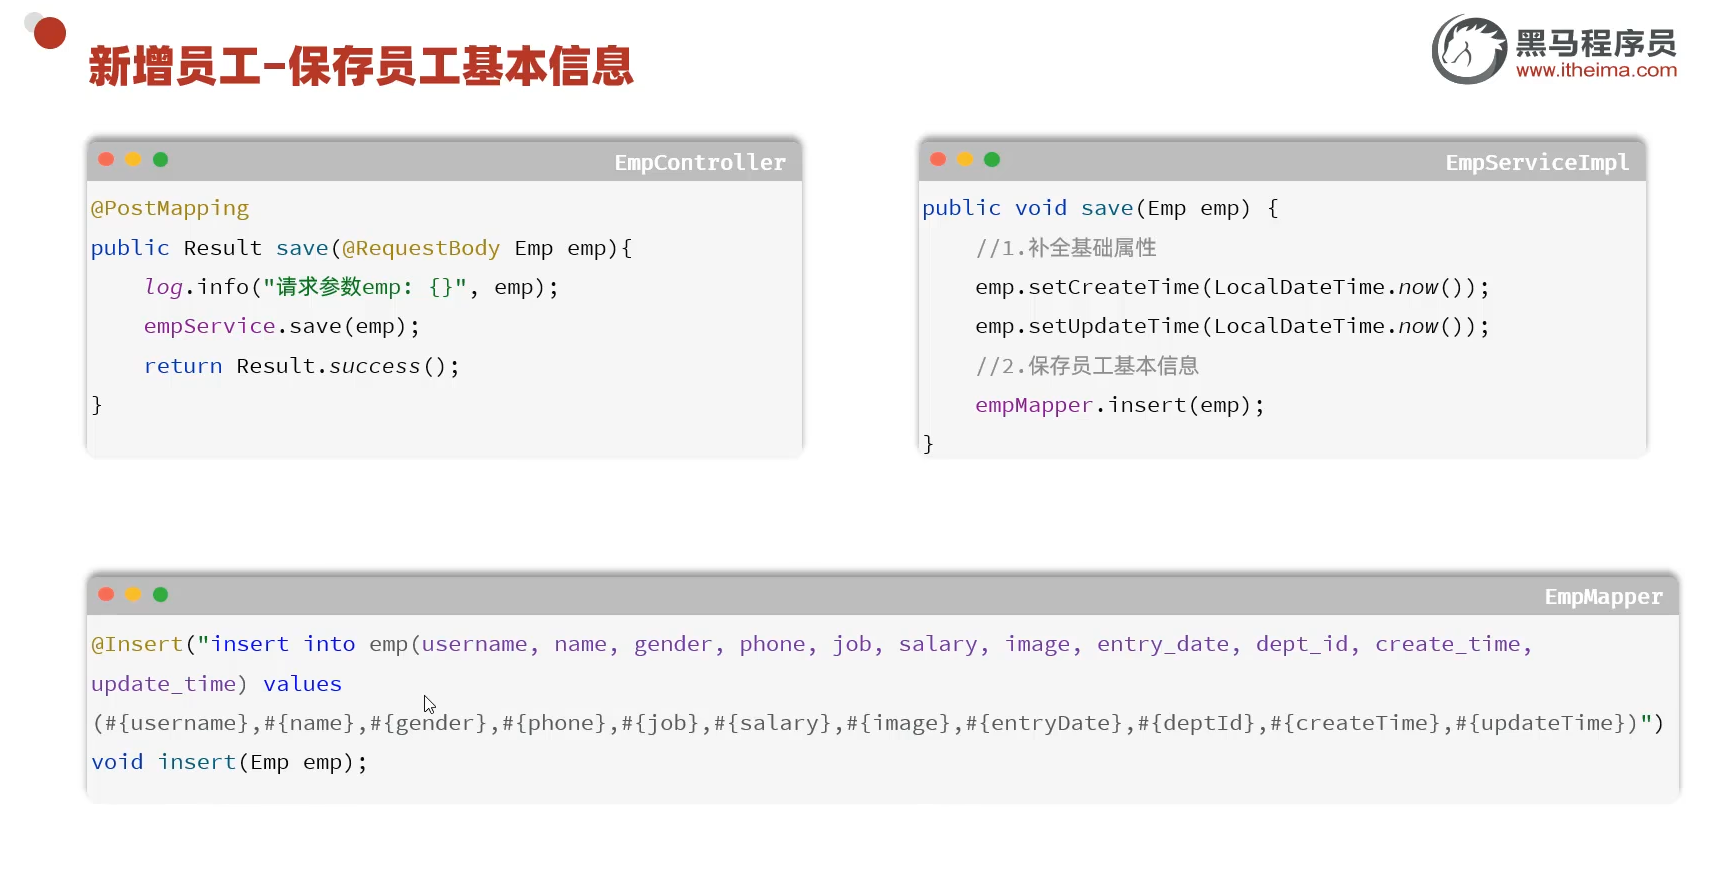 新增员工-保存员工基本信息
黑马程序员
www.itheima.com
EmpController
@PostMapping
public Result save(@RequestBody Emp emp){
    log.info("请求参数emp: {}", emp);
    empService.save(emp);
    return Result.success();
}
EmpServiceImpl
public void save(Emp emp) {
    //1.补全基础属性
    emp.setCreateTime(LocalDateTime.now());
    emp.setUpdateTime(LocalDateTime.now());
    //2.保存员工基本信息
    empMapper.insert(emp);
}
EmpMapper
@Insert("insert into emp(username, name, gender, phone, job, salary, image, entry_date, dept_id, create_time,
update_time) values
(#{username},#{name},#{gender},#{phone},#{job},#{salary},#{image},#{entryDate},#{deptId},#{createTime},#{updateTime})")
void insert(Emp emp);